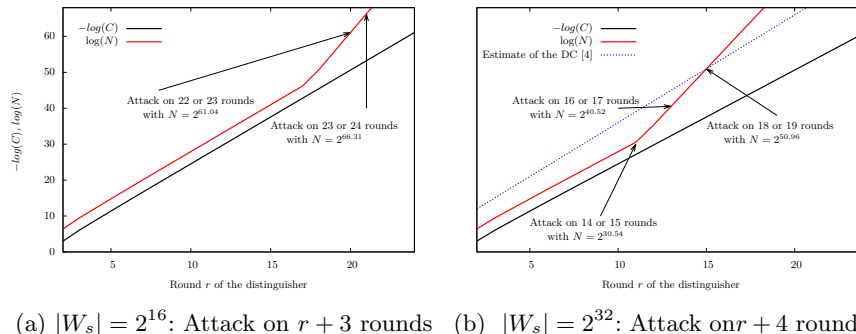 −log(C)
log(N)
60
50
40
30
20
10
0
−log(C), log(N)
Attack on 22 or 23 rounds
with N = 2^61.04
Attack on 23 or 24 rounds
with N = 2^66.31
5
10
15
20
Round r of the distinguisher
(a) |W_s| = 2^16: Attack on r + 3 rounds
−log(C)
log(N)
Estimate of the DC [4]
Attack on 16 or 17 rounds
with N = 2^40.52
Attack on 18 or 19 rounds
with N = 2^50.96
Attack on 14 or 15 rounds
with N = 2^30.54
5
10
15
20
Round r of the distinguisher
(b) |W_s| = 2^32: Attack onr + 4 round